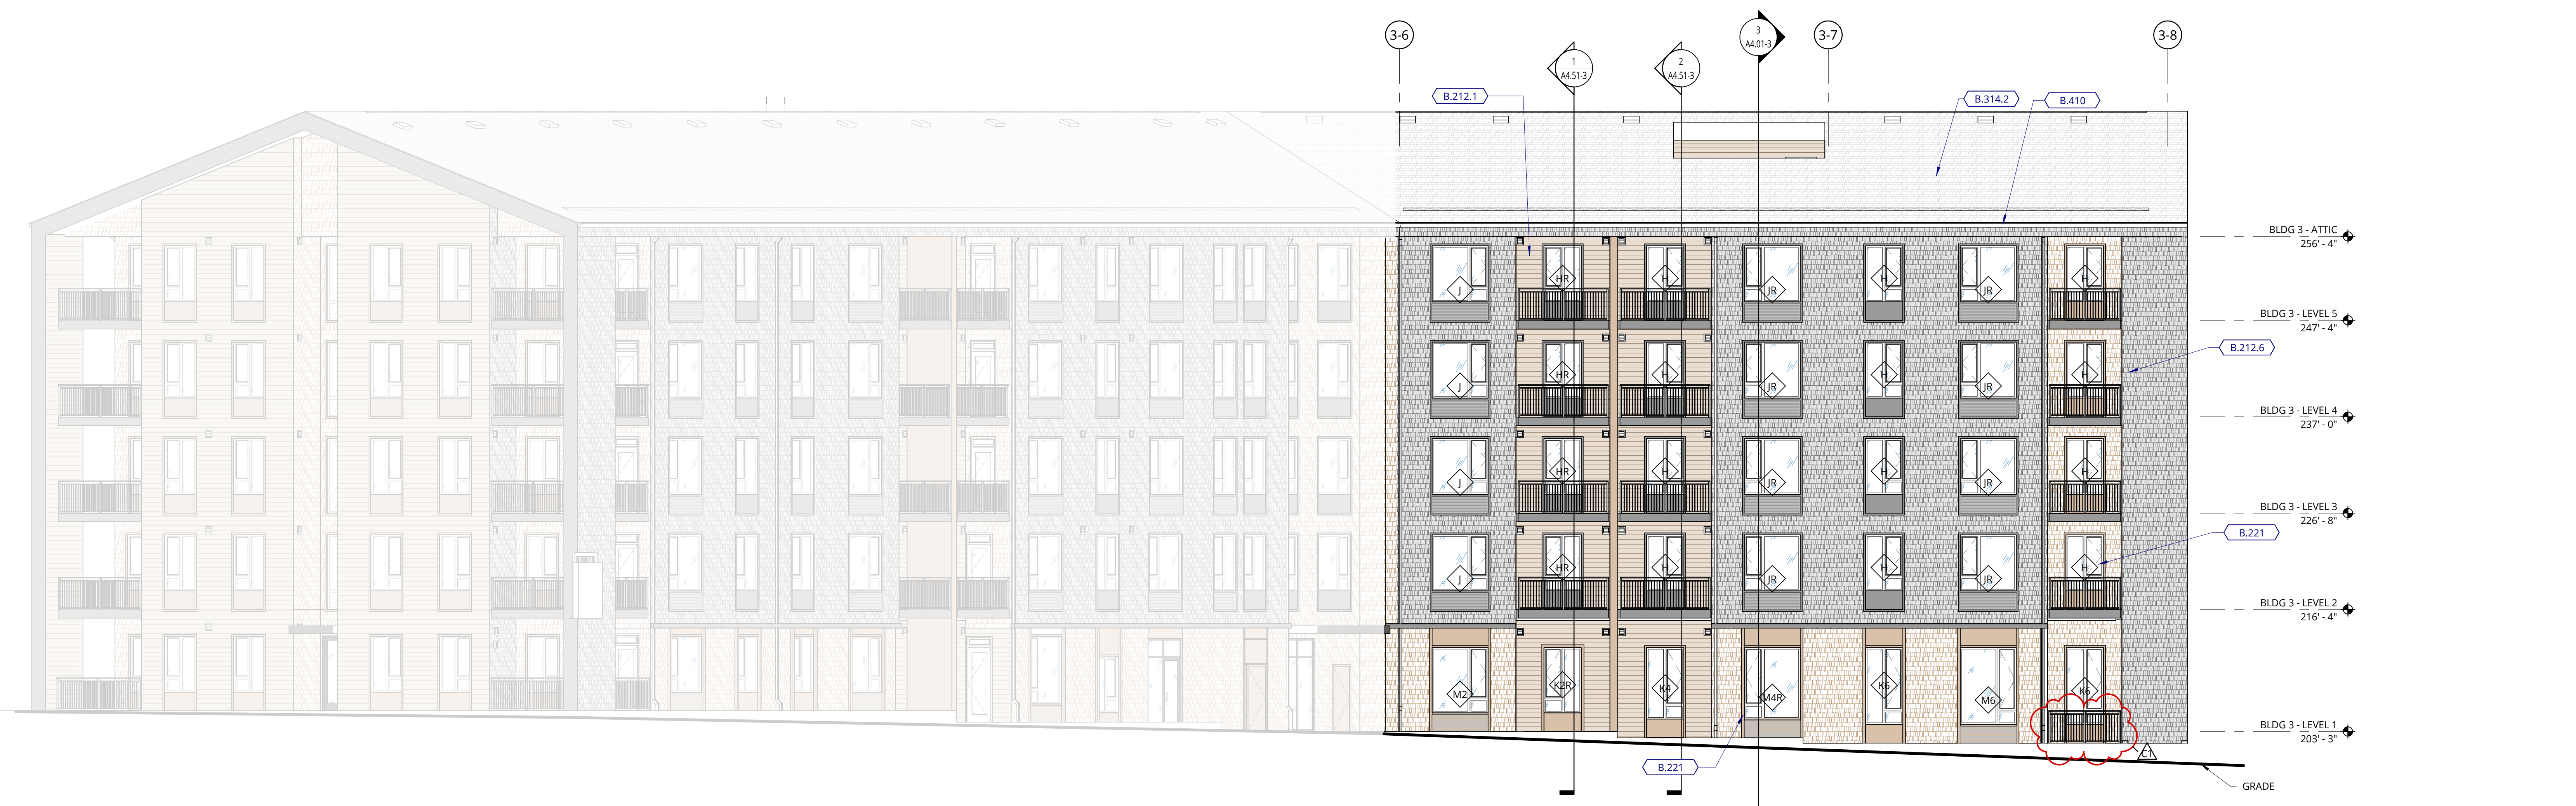 3-6
1
A4.51-3
2
A4.51-3
3
A4.01-3
3-7
3-8
B.212.1
B.314.2
B.410
BLDG 3 - ATTIC
256' - 4"
J
HR
H
JR
H
JR
H
BLDG 3 - LEVEL 5
247' - 4"
B.212.6
J
HR
H
JR
H
JR
H
BLDG 3 - LEVEL 4
237' - 0"
J
HR
H
JR
H
JR
H
BLDG 3 - LEVEL 3
226' - 8"
B.221
J
HR
H
JR
H
JR
H
BLDG 3 - LEVEL 2
216' - 4"
M2
K2R
K4
M4R
K6
M6
K6
BLDG 3 - LEVEL 1
203' - 3"
C1
B.221
GRADE